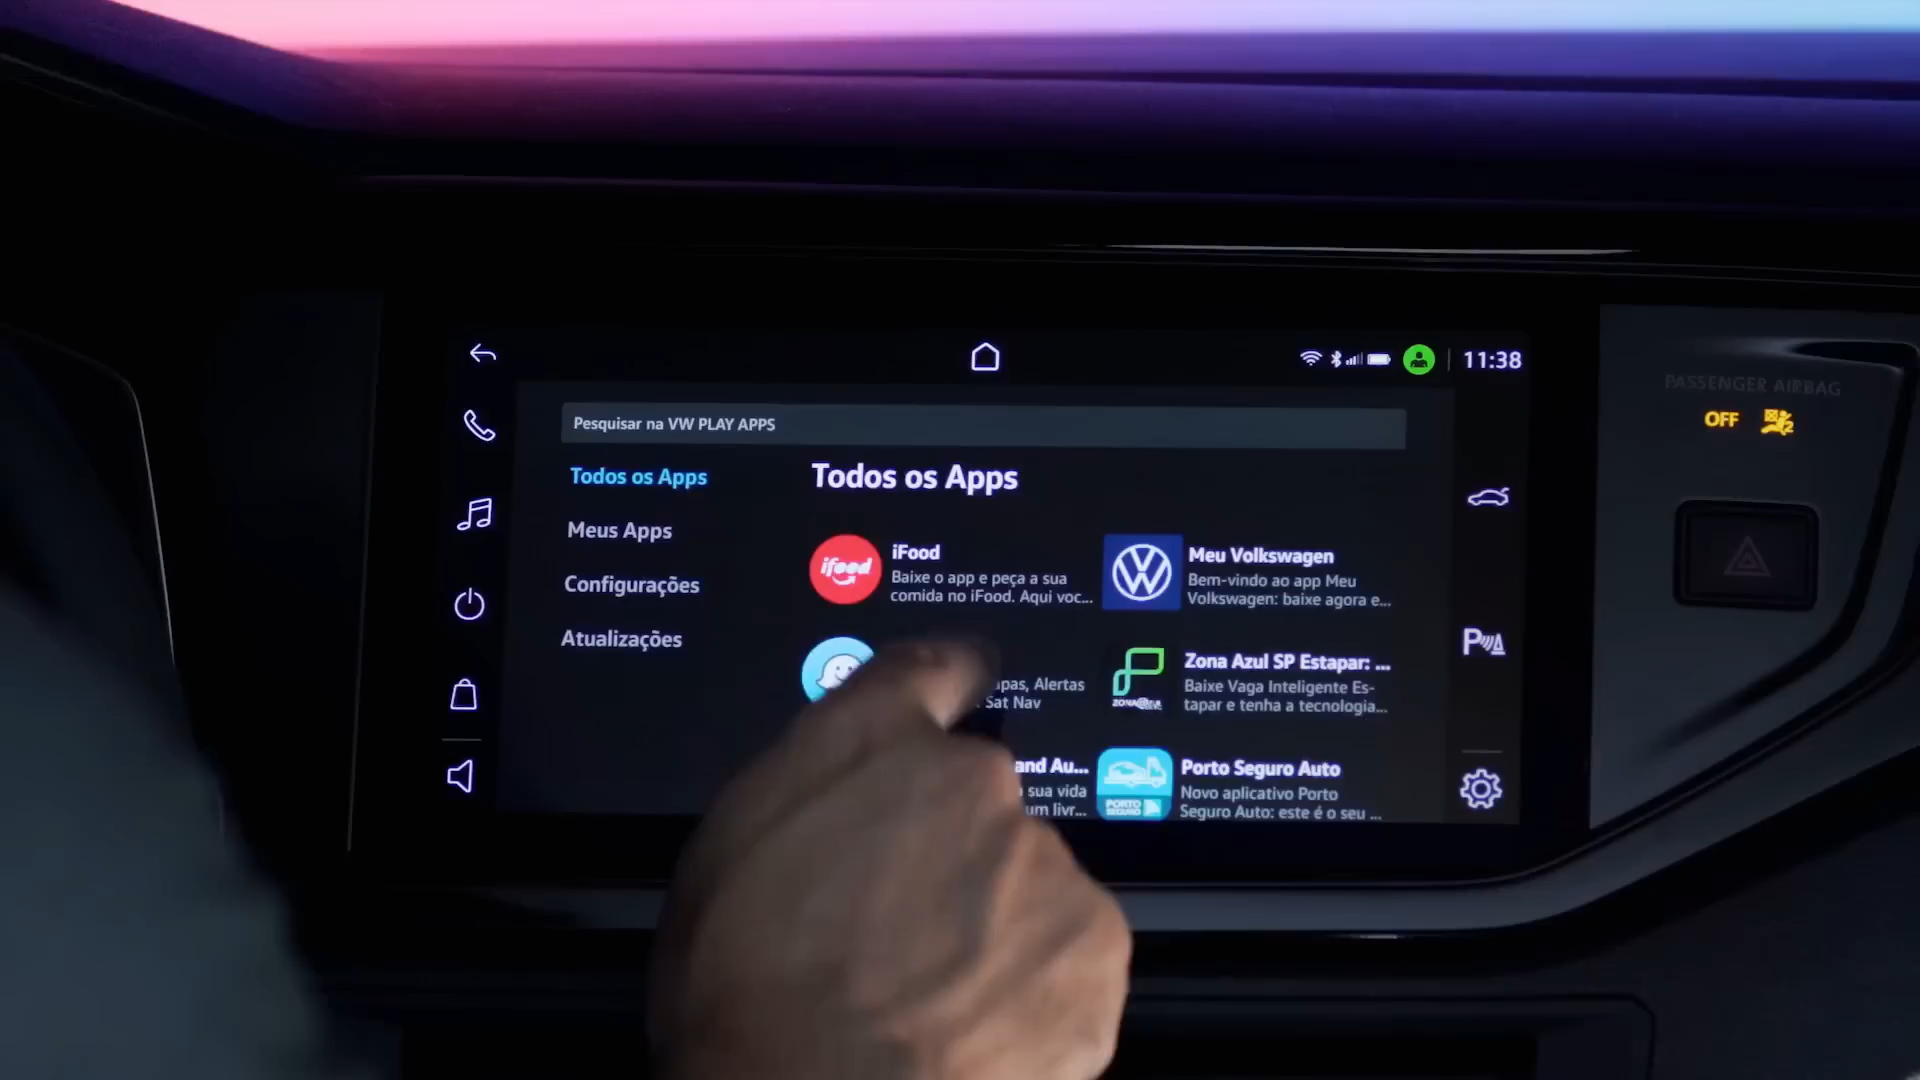 11:38
PASSENGER AIRBAG
OFF
Pesquisar na VW PLAY APPS
Todos os Apps
Meus Apps
Configurações
Atualizações
Todos os Apps
ifood
iFood
Baixe o app e peça a sua
comida no iFood. Aqui voc...
Meu Volkswagen
Bem-vindo ao app Meu
Volkswagen: baixe agora e...
apas, Alertas
Sat Nav
Zona Azul SP Estapar: ...
Baixe Vaga Inteligente Es-
tapar e tenha a tecnologia...
and Au...
sua vida
um livr...
PORTO
SEGURO
Porto Seguro Auto
Novo aplicativo Porto
Seguro Auto: este é o seu ...